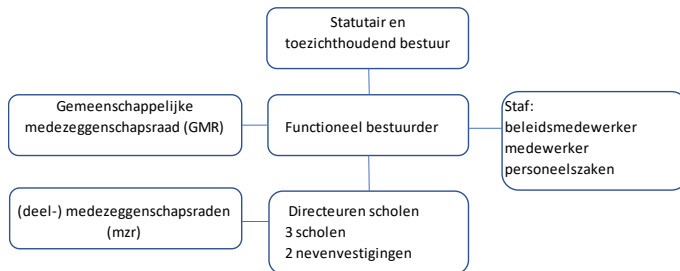 Statutair en
toezichthoudend bestuur
Gemeenschappelijke
medezeggenschapsraad (GMR)
Functioneel bestuurder
Staf:
beleidsmedewerker
medewerker
personeelszaken
(deel-) medezeggenschapsraden
(mzr)
Directeuren scholen
3 scholen
2 nevenvestigingen